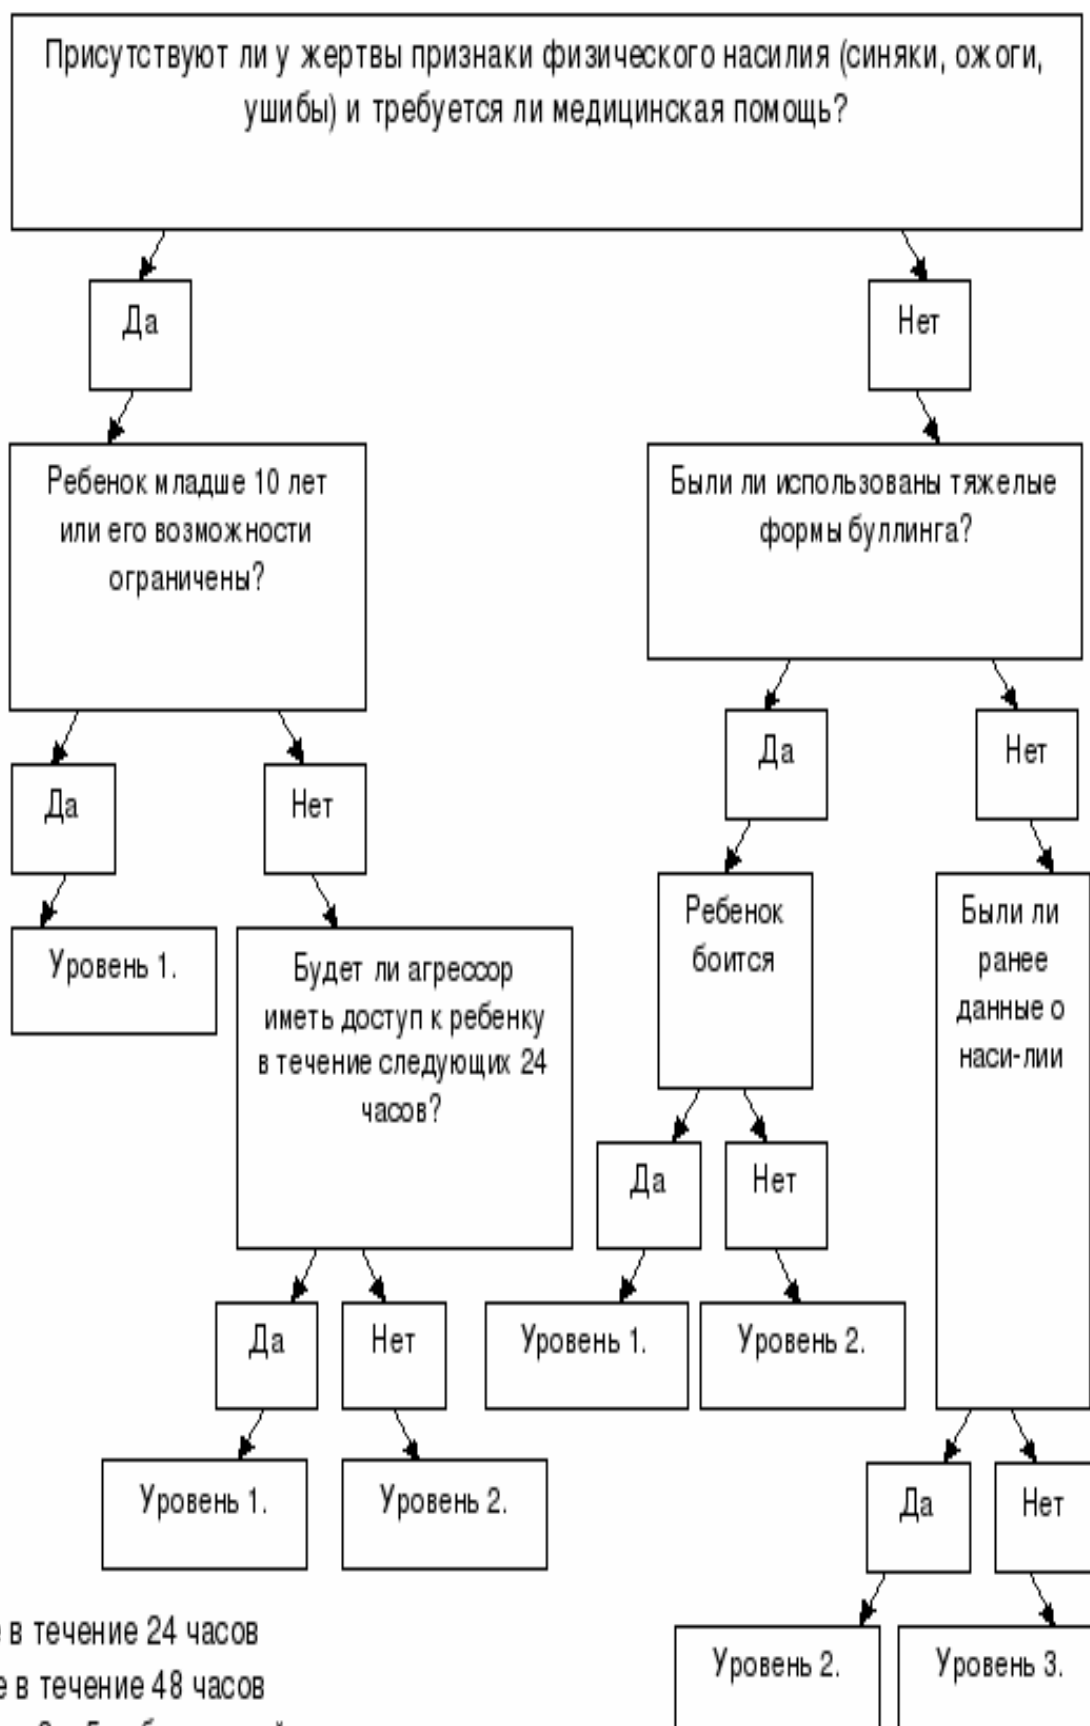 Присутствуют ли у жертвы признаки физического насилия (синяки, ожоги,
ушибы) и требуется ли медицинская помощь?
Да
Нет
Ребенок младше 10 лет
или его возможности
ограничены?
Были ли использованы тяжелые
формы буллинга?
Да
Нет
Да
Нет
Уровень 1.
Будет ли агрессор
иметь доступ к ребенку
в течение следующих 24
часов?
Ребенок
боится
Были ли
ранее
данные о
наси-лии
Да
Нет
Да
Нет
Уровень 1.
Уровень 2.
Уровень 1.
Уровень 2.
Да
Нет
Уровень 2.
Уровень 3.
в течение 24 часов
в течение 48 часов